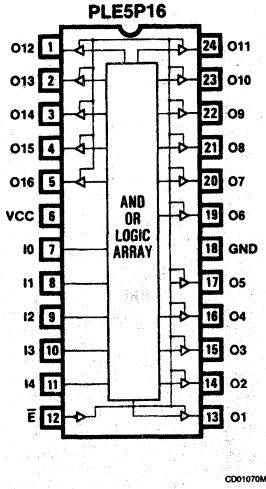 PLE5P16
O12 1 24 O11
O13 2 23 O10
O14 3 22 O9
O15 4 21 O8
O16 5 20 O7
VCC 6 19 O6
I0 7 18 GND
I1 8 17 O5
I2 9 16 O4
I3 10 15 O3
I4 11 14 O2
E̅ 12 13 O1
AND
OR
LOGIC
ARRAY
CD01070M